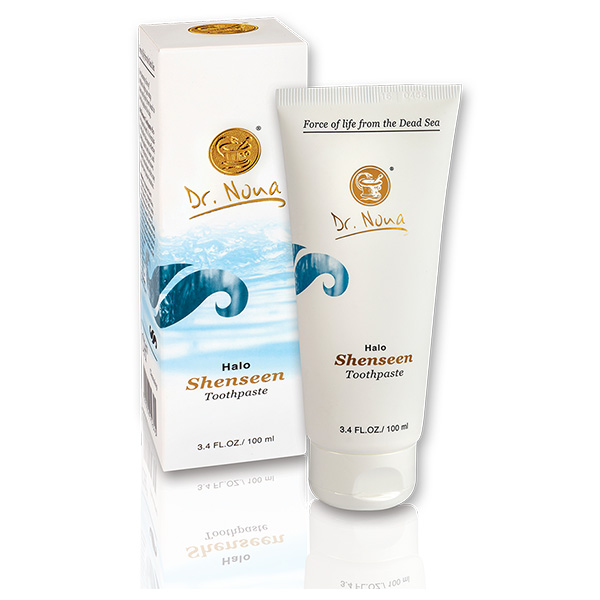 ®
Dr. Nona
Halo
Shenseen
Toothpaste
3.4 FL.OZ./ 100 ml
Force of life from the Dead Sea
®
Dr. Nona
Halo
Shenseen
Toothpaste
3.4 FL.OZ./ 100 ml